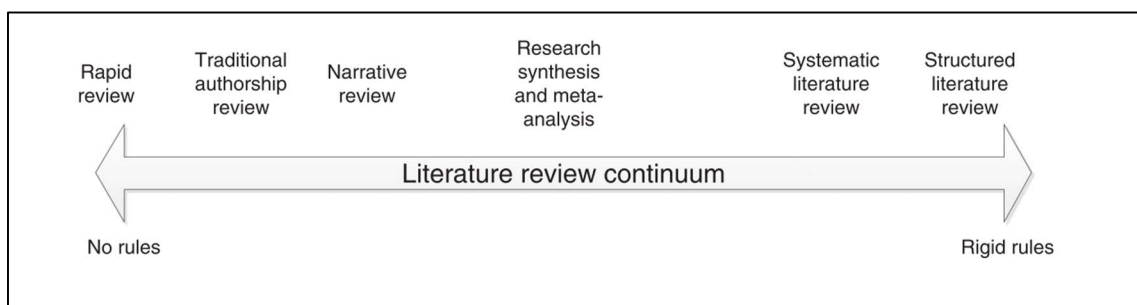 Rapid
review
Traditional
authorship
review
Narrative
review
Research
synthesis
and meta-
analysis
Systematic
literature
review
Structured
literature
review
Literature review continuum
No rules
Rigid rules